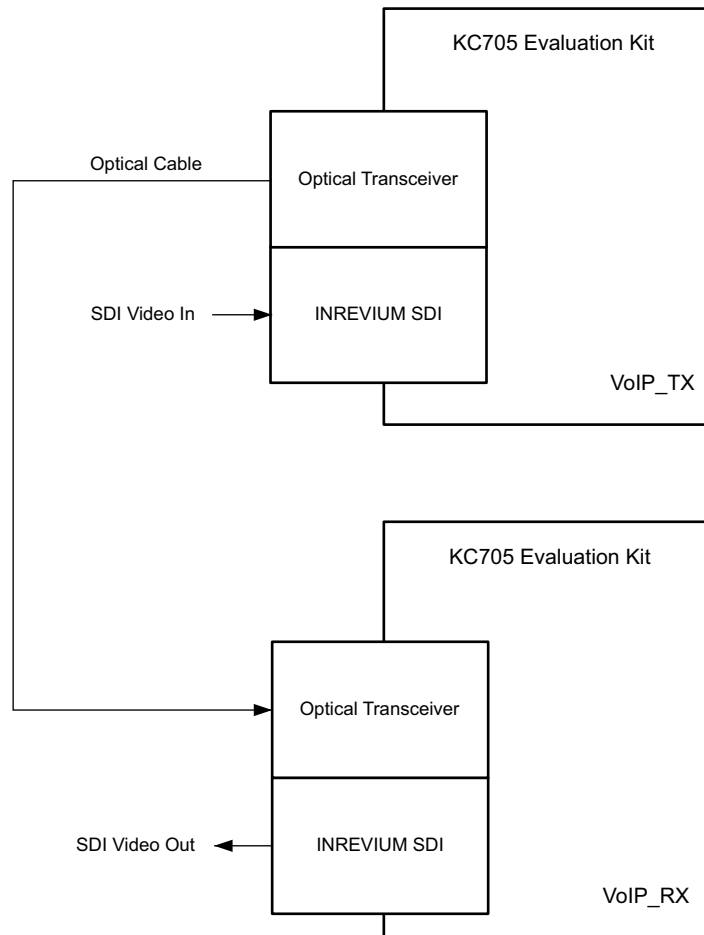 KC705 Evaluation Kit
Optical Cable
Optical Transceiver
SDI Video In
INREVIUM SDI
VoIP_TX
KC705 Evaluation Kit
Optical Transceiver
SDI Video Out
INREVIUM SDI
VoIP_RX